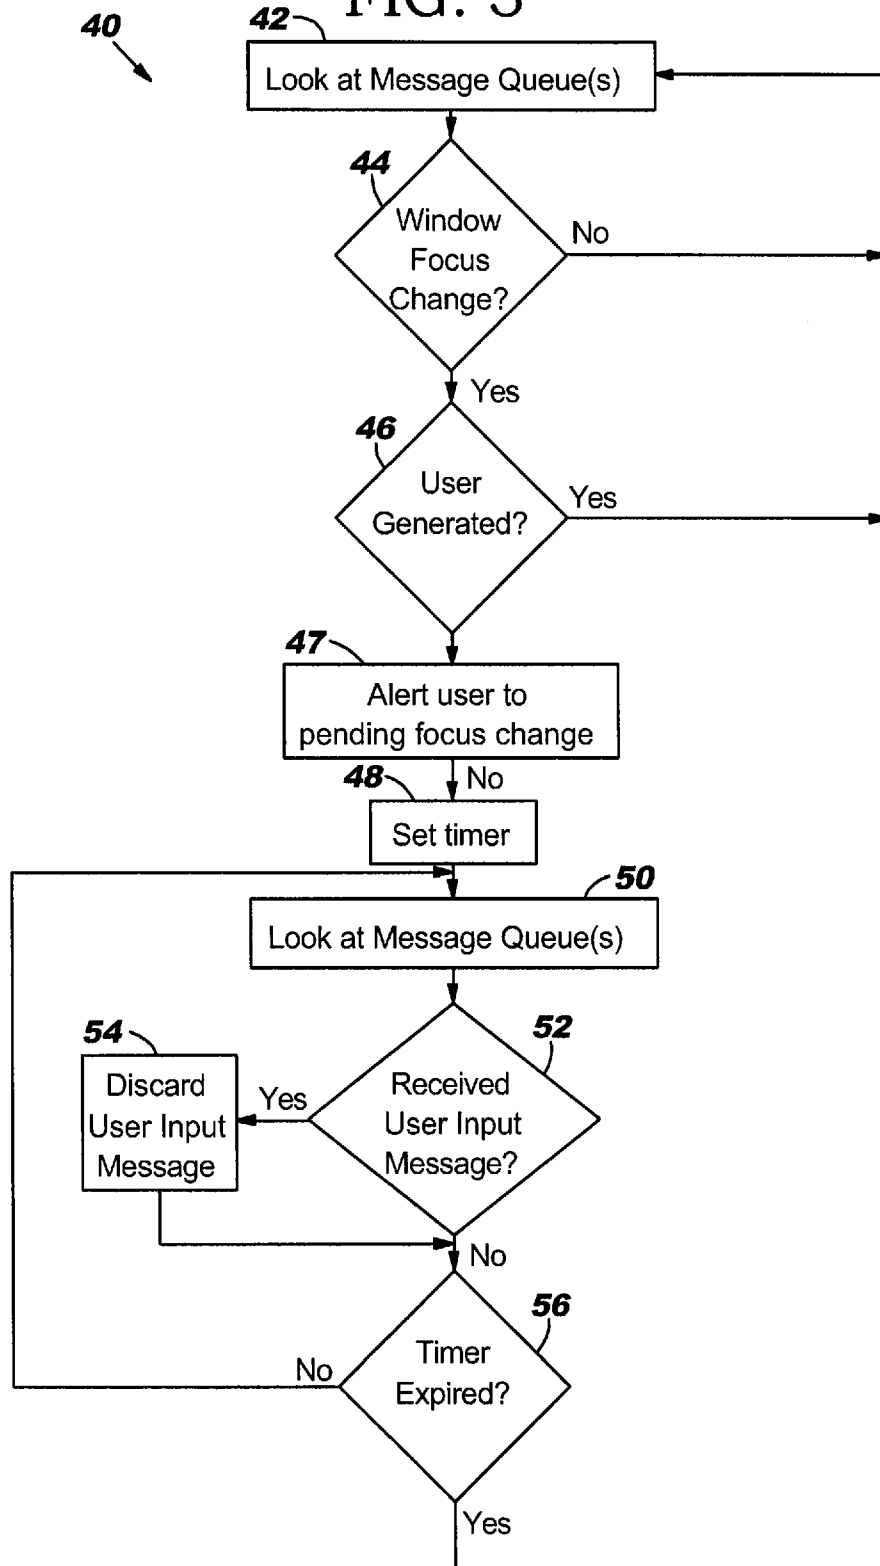 FIG. 3
40
42
Look at Message Queue(s)
44
Window
Focus
Change?
No
Yes
46
User
Generated?
Yes
47
Alert user to
pending focus change
No
48
Set timer
50
Look at Message Queue(s)
52
Received
User Input
Message?
Yes
54
Discard
User Input
Message
No
56
Timer
Expired?
No
Yes